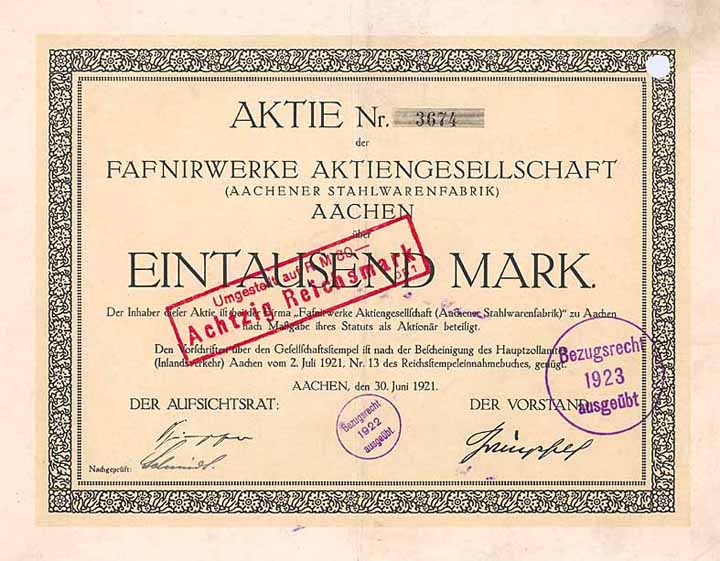 AKTIE Nr. 3674
der
FAFNIRWERKE AKTIENGESELLSCHAFT
(AACHENER STAHLWARENFABRIK)
AACHEN
über
EINTAUSEND MARK.
Umgestellt auf R. M. 80.—
Achtzig Reichsmark
Der Inhaber dieser Aktie ist bei der Firma „Fafnirwerke Aktiengesellschaft (Aachener Stahlwarenfabrik)“ zu Aachen
nach Maßgabe ihres Statuts als Aktionär beteiligt.
Den Vorschriften über den Gesellschaftsstempel ist nach der Bescheinigung des Hauptzollamtes
(Inlandsverkehr) Aachen vom 2. Juli 1921, Nr. 13 des Reichsstempeleinnahmebuches, genügt.
AACHEN, den 30. Juni 1921.
DER AUFSICHTSRAT:
DER VORSTAND
Bezugsrecht
1922
ausgeübt
Bezugsrecht
1923
ausgeübt
Nachgeprüft: Schmidt.